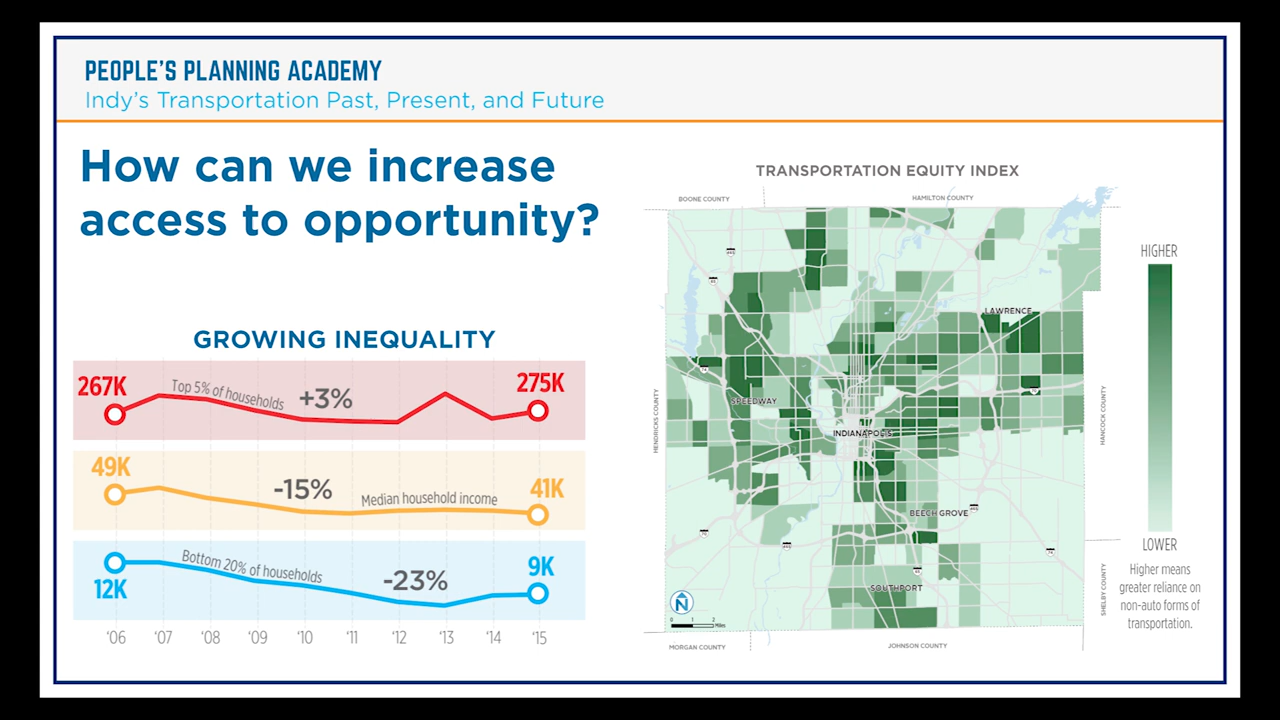 PEOPLE'S PLANNING ACADEMY
Indy's Transportation Past, Present, and Future
How can we increase
access to opportunity?
GROWING INEQUALITY
267K
Top 5% of households
+3%
275K
49K
-15%
Median household income
41K
12K
Bottom 20% of households
-23%
9K
'06 '07 '08 '09 '10 '11 '12 '13 '14 '15
TRANSPORTATION EQUITY INDEX
BOONE COUNTY
HAMILTON COUNTY
LAWRENCE
SPEEDWAY
INDIANAPOLIS
BEECH GROVE
SOUTHPORT
HENDRICKS COUNTY
HANCOCK COUNTY
SHELBY COUNTY
N
0 1 2 Miles
MORGAN COUNTY
JOHNSON COUNTY
HIGHER
LOWER
Higher means
greater reliance on
non-auto forms of
transportation.